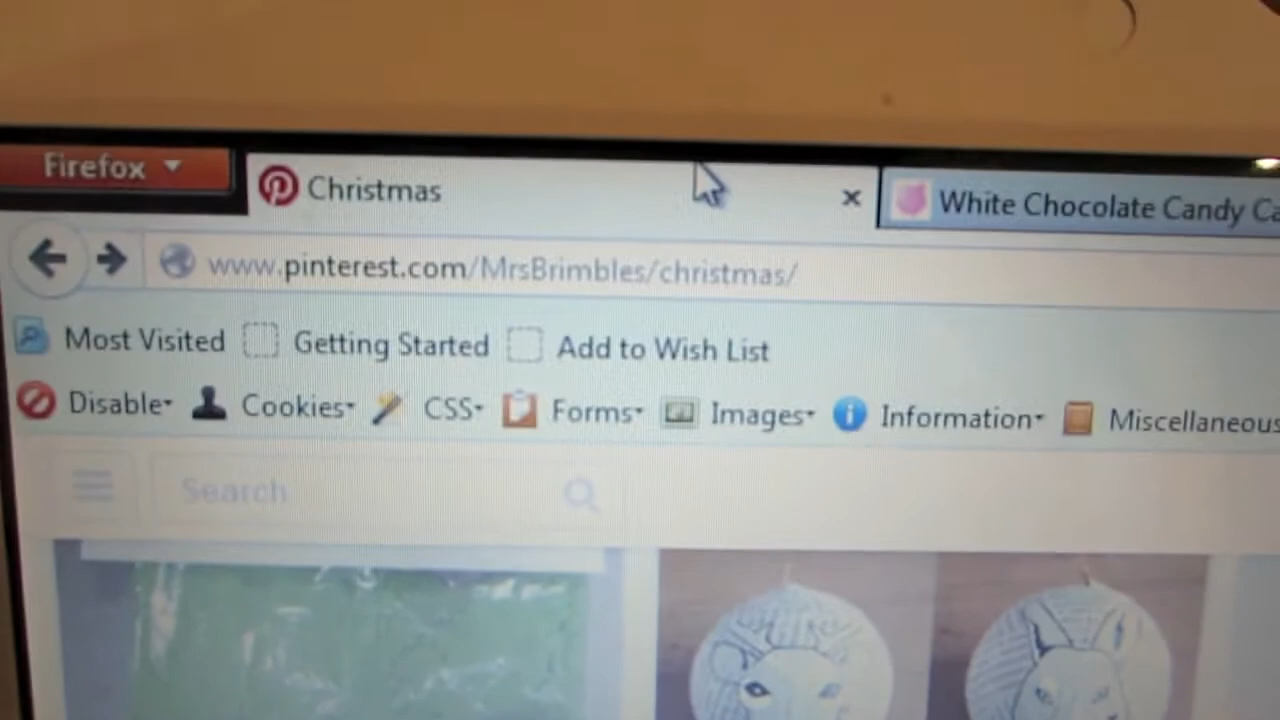 Firefox
Christmas
White Chocolate Candy
www.pinterest.com/MrsBrimbles/christmas/
Most Visited Getting Started Add to Wish List
Disable Cookies CSS Forms Images Information Miscellaneous
Search